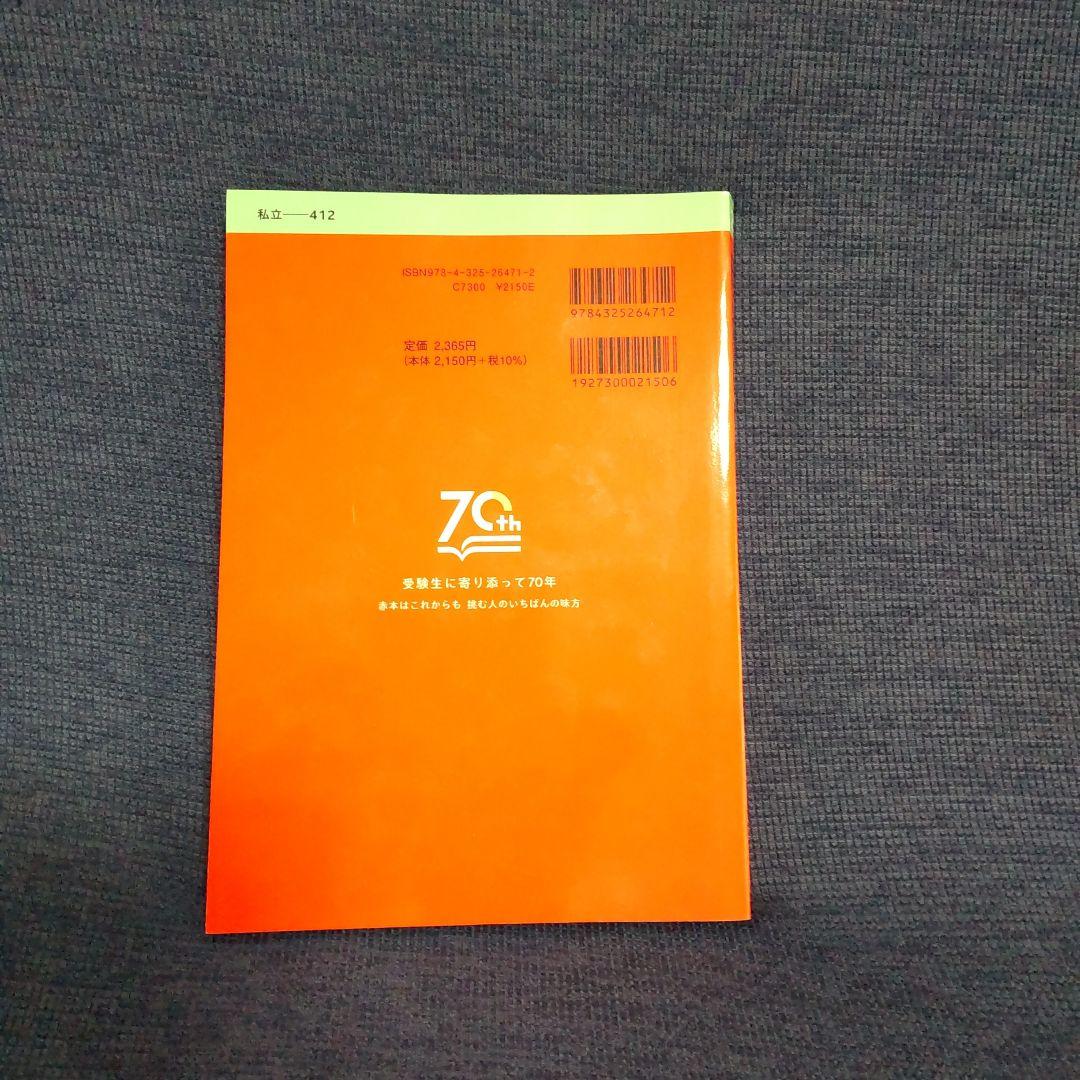 私立――412
ISBN978-4-325-26471-2
C7300 ¥2150E
9784325264712
定価 2,365円
(本体 2,150円+税10%)
1927300021506
70th
受験生に寄り添って70年
赤本はこれからも 挑む人のいちばんの味方